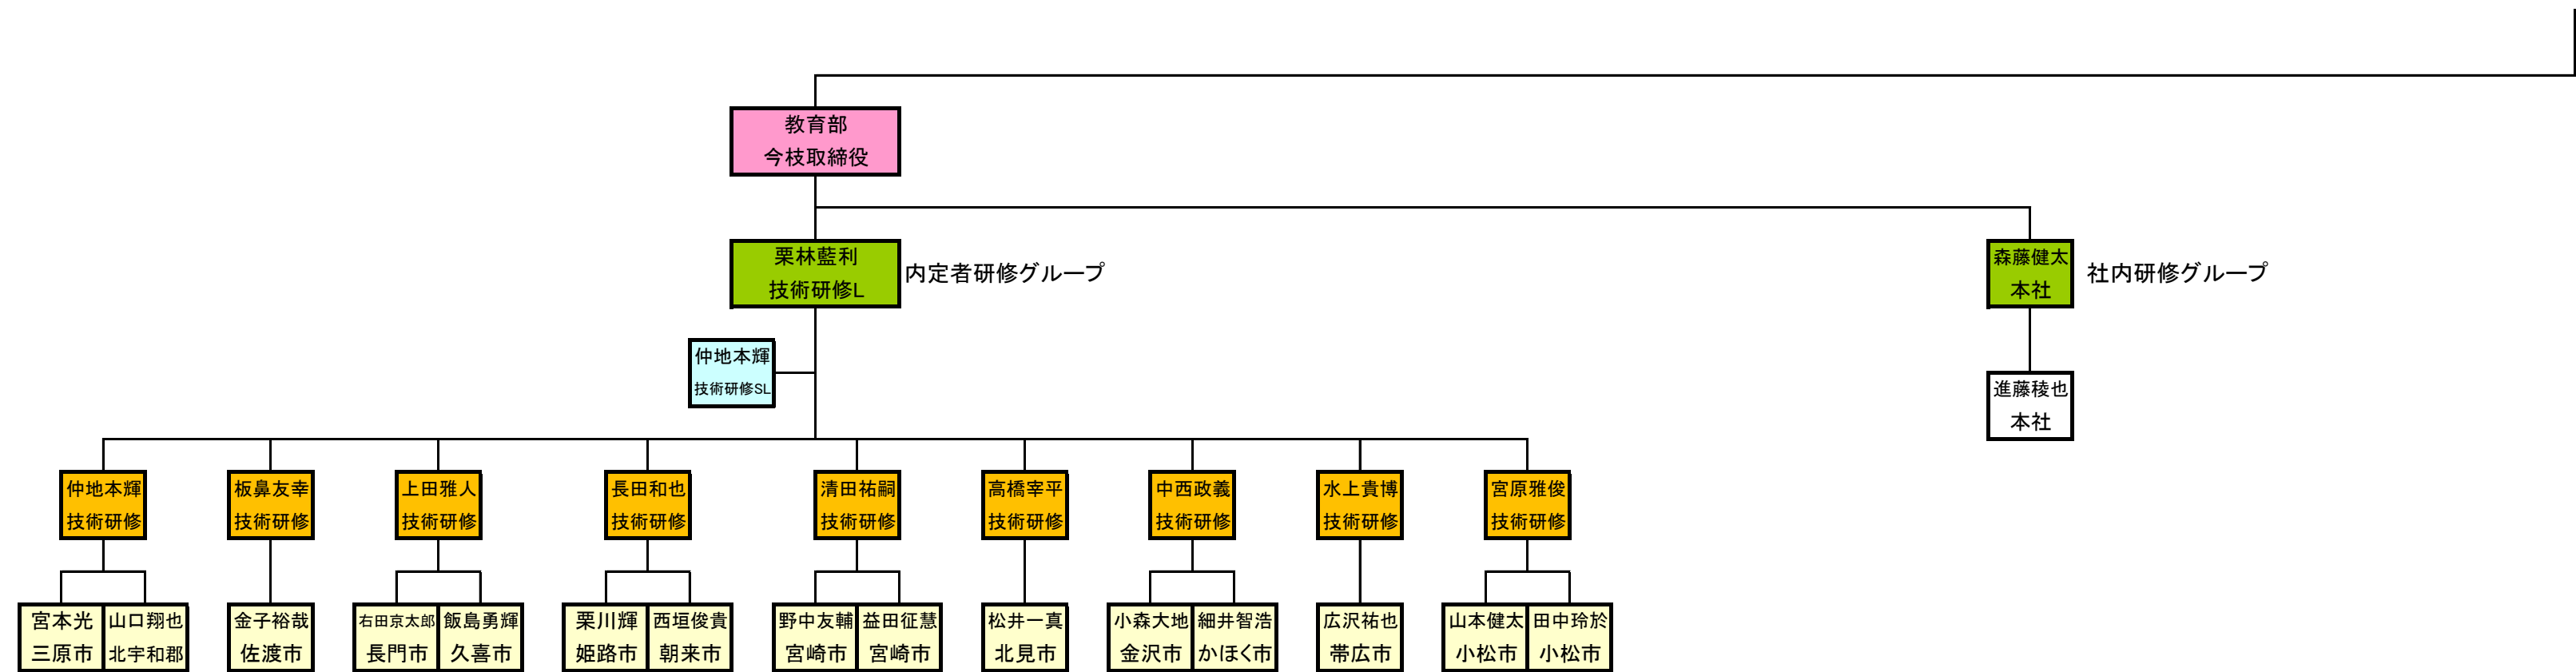 教育部
今枝取締役
栗林藍利
技術研修L
内定者研修グループ
森藤健太
本社
社内研修グループ
仲地本輝
技術研修SL
進藤稜也
本社
仲地本輝
技術研修
板鼻友幸
技術研修
上田雅人
技術研修
長田和也
技術研修
清田祐嗣
技術研修
高橋宰平
技術研修
中西政義
技術研修
水上貴博
技術研修
宮原雅俊
技術研修
宮本光
三原市
山口翔也
北宇和郡
金子裕哉
佐渡市
右田京太郎
長門市
飯島勇輝
久喜市
栗川輝
姫路市
西垣俊貴
朝来市
野中友輔
宮崎市
益田征慧
宮崎市
松井一真
北見市
小森大地
金沢市
細井智浩
かほく市
広沢祐也
帯広市
山本健太
小松市
田中玲於
小松市